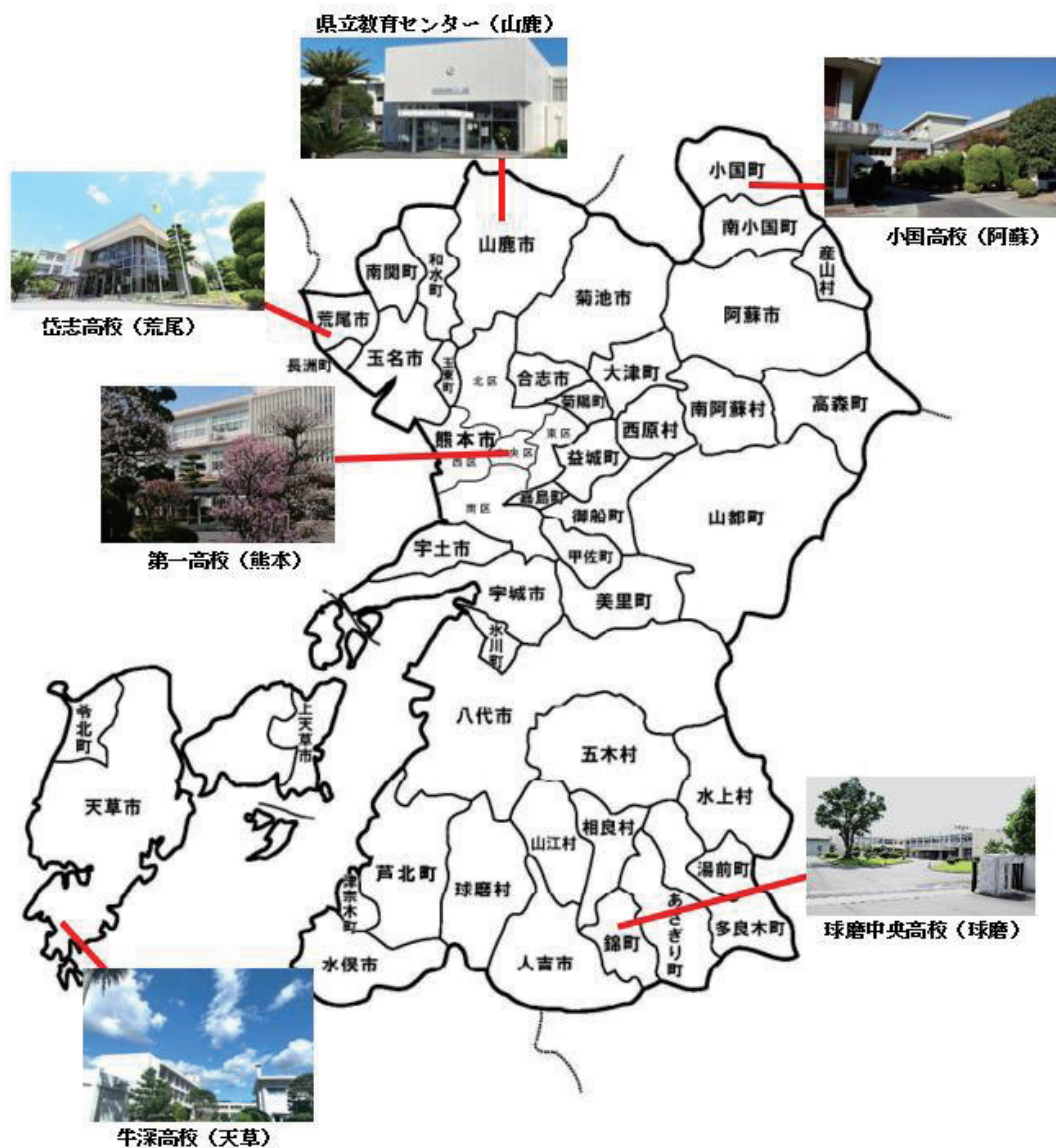 県立教育センター（山鹿）
小国町
南小国町
産山村
小国高校（阿蘇）
山鹿市
和水町
南関町
菊池市
阿蘇市
荒尾市
岱志高校（荒尾）
長洲町
玉名市
玉東町
北区
合志市
大津町
菊陽町
南阿蘇村
高森町
熊本市
東区
中央区
西区
西原村
益城町
嘉島町
南区
御船町
山都町
第一高校（熊本）
宇土市
甲佐町
宇城市
美里町
氷川町
八代市
苓北町
上天草市
天草市
五木村
水上村
相良村
山江村
湯前町
芦北町
球磨村
津奈木町
あさぎり町
錦町
多良木町
球磨中央高校（球磨）
水俣市
人吉市
牛深高校（天草）